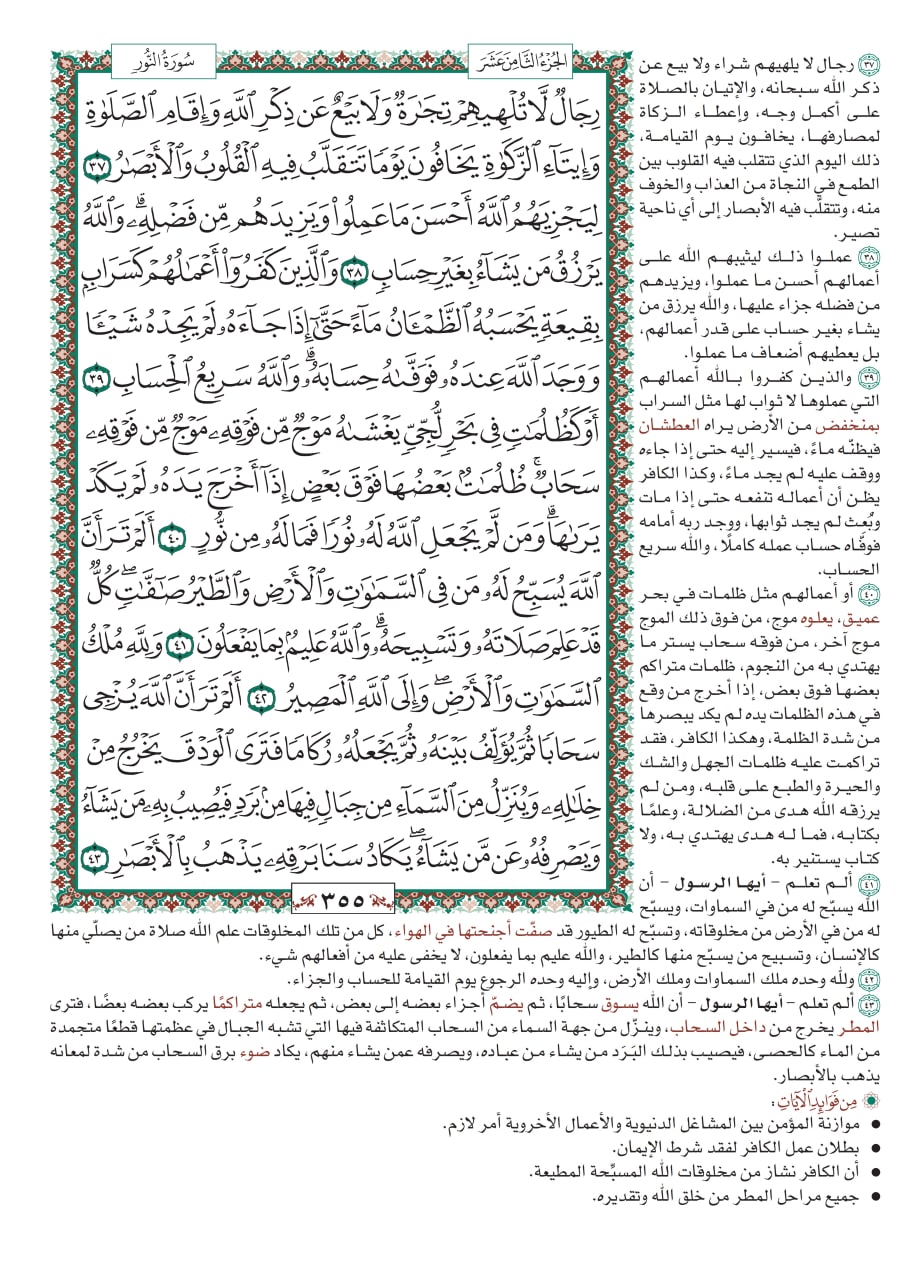 الجُزْءُ الثَّامِنَ عَشَرَ
سُورَةُ النُّورِ
رِجَالٌ لَّا تُلْهِيهِمْ تِجَٰرَةٌ وَلَا بَيْعٌ عَن ذِكْرِ ٱللَّهِ وَإِقَامِ ٱلصَّلَوٰةِ
وَإِيتَآءِ ٱلزَّكَوٰةِ يَخَافُونَ يَوْمًا تَتَقَلَّبُ فِيهِ ٱلْقُلُوبُ وَٱلْأَبْصَٰرُ ٣٧
لِيَجْزِيَهُمُ ٱللَّهُ أَحْسَنَ مَا عَمِلُوا۟ وَيَزِيدَهُم مِّن فَضْلِهِۦۗ وَٱللَّهُ
يَرْزُقُ مَن يَشَآءُ بِغَيْرِ حِسَابٍ ٣٨ وَٱلَّذِينَ كَفَرُوٓا۟ أَعْمَٰلُهُمْ كَسَرَابٍۭ
بِقِيعَةٍ يَحْسَبُهُ ٱلظَّمْـَٔانُ مَآءً حَتَّىٰٓ إِذَا جَآءَهُۥ لَمْ يَجِدْهُ شَيْـًٔا
وَوَجَدَ ٱللَّهَ عِندَهُۥ فَوَفَّىٰهُ حِسَابَهُۥۗ وَٱللَّهُ سَرِيعُ ٱلْحِسَابِ ٣٩
أَوْ كَظُلُمَٰتٍ فِى بَحْرٍ لُّجِّىٍّ يَغْشَىٰهُ مَوْجٌ مِّن فَوْقِهِۦ مَوْجٌ مِّن فَوْقِهِۦ
سَحَابٌۚ ظُلُمَٰتٌۢ بَعْضُهَا فَوْقَ بَعْضٍ إِذَآ أَخْرَجَ يَدَهُۥ لَمْ يَكَدْ
يَرَىٰهَاۗ وَمَن لَّمْ يَجْعَلِ ٱللَّهُ لَهُۥ نُورًا فَمَا لَهُۥ مِن نُّورٍ ٤٠ أَلَمْ تَرَ أَنَّ
ٱللَّهَ يُسَبِّحُ لَهُۥ مَن فِى ٱلسَّمَٰوَٰتِ وَٱلْأَرْضِ وَٱلطَّيْرُ صَٰٓفَّٰتٍۖ كُلٌّ
قَدْ عَلِمَ صَلَاتَهُۥ وَتَسْبِيحَهُۥۗ وَٱللَّهُ عَلِيمٌۢ بِمَا يَفْعَلُونَ ٤١ وَلِلَّهِ مُلْكُ
ٱلسَّمَٰوَٰتِ وَٱلْأَرْضِۖ وَإِلَى ٱللَّهِ ٱلْمَصِيرُ ٤٢ أَلَمْ تَرَ أَنَّ ٱللَّهَ يُزْجِى
سَحَابًا ثُمَّ يُؤَلِّفُ بَيْنَهُۥ ثُمَّ يَجْعَلُهُۥ رُكَامًا فَتَرَى ٱلْوَدْقَ يَخْرُجُ مِنْ
خِلَٰلِهِۦ وَيُنَزِّلُ مِنَ ٱلسَّمَآءِ مِن جِبَالٍ فِيهَا مِنۢ بَرَدٍ فَيُصِيبُ بِهِۦ مَن يَشَآءُ
وَيَصْرِفُهُۥ عَن مَّن يَشَآءُۖ يَكَادُ سَنَا بَرْقِهِۦ يَذْهَبُ بِٱلْأَبْصَٰرِ ٤٣
٣٥٥
٣٧ رجال لا يلهيهم شراء ولا بيع عن
ذكر الله سبحانه، والإتيان بالصلاة
على أكمل وجه، وإعطاء الزكاة
لمصارفها، يخافون يوم القيامة،
ذلك اليوم الذي تتقلب فيه القلوب بين
الطمع في النجاة من العذاب والخوف
منه، وتتقلَّب فيه الأبصار إلى أي ناحية
تصير.
٣٨ عملوا ذلك ليثيبهم الله على
أعمالهم أحسن ما عملوا، ويزيدهم
من فضله جزاء عليها، والله يرزق من
يشاء بغير حساب على قدر أعمالهم،
بل يعطيهم أضعاف ما عملوا.
٣٩ والذين كفروا بالله أعمالهم
التي عملوها لا ثواب لها مثل السراب
بمنخفض من الأرض يراه العطشان
فيظنّه ماءً، فيسير إليه حتى إذا جاءه
ووقف عليه لم يجد ماءً، وكذا الكافر
يظن أن أعماله تنفعه حتى إذا مات
وبُعث لم يجد ثوابها، ووجد ربه أمامه
فوفّاه حساب عمله كاملًا، والله سريع
الحساب.
٤٠ أو أعمالهم مثل ظلمات في بحر
عميق، يعلوه موج، من فوق ذلك الموج
موج آخر، من فوقه سحاب يستر ما
يهتدي به من النجوم، ظلمات متراكم
بعضها فوق بعض، إذا أخرج من وقع
في هذه الظلمات يده لم يكد يبصرها
من شدة الظلمة، وهكذا الكافر، فقد
تراكمت عليه ظلمات الجهل والشك
والحيرة والطبع على قلبه، ومن لم
يرزقه الله هدى من الضلالة، وعلمًا
بكتابه، فما له هدى يهتدي به، ولا
كتاب يستنير به.
٤١ ألم تعلم – أيها الرسول – أن
الله يسبّح له من في السماوات، ويسبّح
له من في الأرض من مخلوقاته، وتسبّح له الطيور قد صفّت أجنحتها في الهواء، كل من تلك المخلوقات علم الله صلاة من يصلّي منها
كالإنسان، وتسبيح من يسبّح منها كالطير، والله عليم بما يفعلون، لا يخفى عليه من أفعالهم شيء.
٤٢ ولله وحده ملك السماوات وملك الأرض، وإليه وحده الرجوع يوم القيامة للحساب والجزاء.
٤٣ ألم تعلم – أيها الرسول – أن الله يسوق سحابًا، ثم يضمّ أجزاء بعضه إلى بعض، ثم يجعله متراكمًا يركب بعضه بعضًا، فترى
المطر يخرج من داخل السحاب، وينزّل من جهة السماء من السحاب المتكاثفة فيها التي تشبه الجبال في عظمتها قطعًا متجمدة
من الماء كالحصى، فيصيب بذلك البَرَد من يشاء من عباده، ويصرفه عمن يشاء منهم، يكاد ضوء برق السحاب من شدة لمعانه
يذهب بالأبصار.
مِن فَوَائِدِ الْآيَاتِ:
• موازنة المؤمن بين المشاغل الدنيوية والأعمال الأخروية أمر لازم.
• بطلان عمل الكافر لفقد شرط الإيمان.
• أن الكافر نشاز من مخلوقات الله المسبِّحة المطيعة.
• جميع مراحل المطر من خلق الله وتقديره.